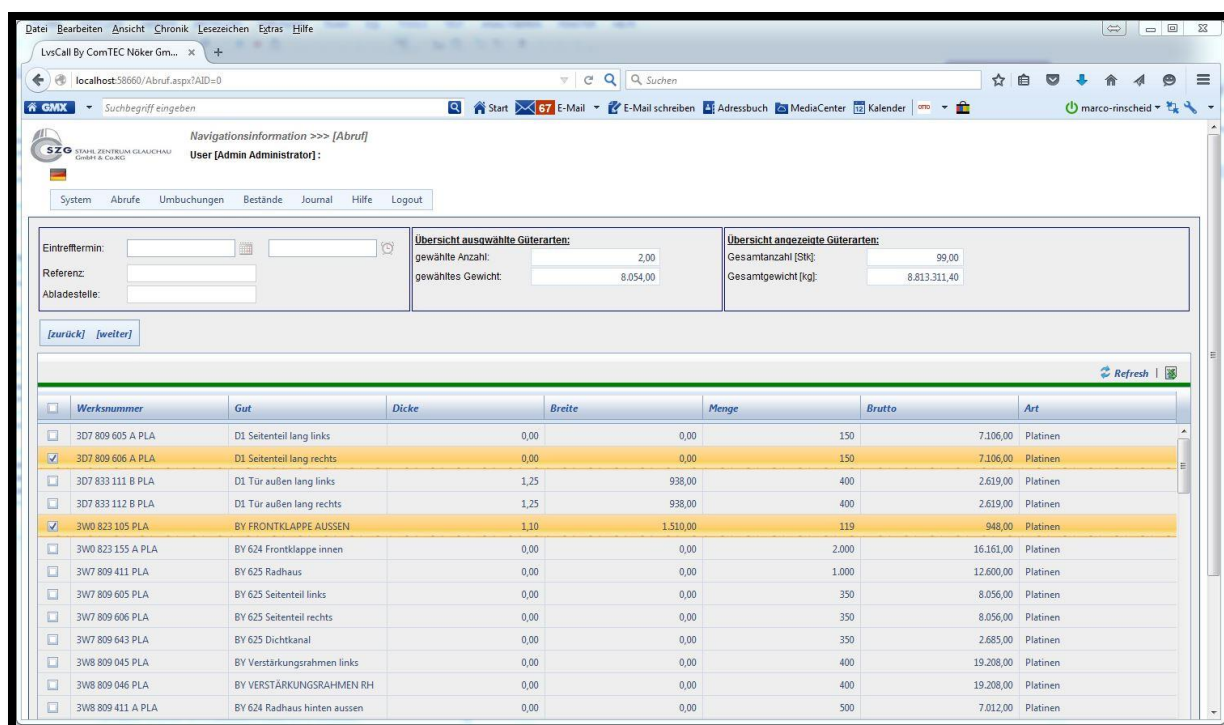 Datei Bearbeiten Ansicht Chronik Lesezeichen Extras Hilfe
LvsCall By ComTEC Nöker Gm... × +
localhost:58660/Abruf.aspx?AID=0 Suchen
GMX Suchbegriff eingeben Start 67 E-Mail E-Mail schreiben Adressbuch MediaCenter 12 Kalender OTTO marco-rinscheid
Navigationsinformation >>> [Abruf]
SZG STAHL ZENTRUM GLAUCHAU
GmbH & Co.KG
User [Admin Administrator] :
System Abrufe Umbuchungen Bestände Journal Hilfe Logout
Eintrefftermin:
Referenz:
Abladestelle:
Übersicht ausgwählte Güterarten:
gewählte Anzahl: 2,00
gewähltes Gewicht: 8.054,00
Übersicht angezeigte Güterarten:
Gesamtanzahl [Stk]: 99,00
Gesamtgewicht [kg]: 8.813.311,40
[zurück] [weiter]
Refresh |
Werksnummer Gut Dicke Breite Menge Brutto Art
3D7 809 605 A PLA D1 Seitenteil lang links 0,00 0,00 150 7.106,00 Platinen
3D7 809 606 A PLA D1 Seitenteil lang rechts 0,00 0,00 150 7.106,00 Platinen
3D7 833 111 B PLA D1 Tür außen lang links 1,25 938,00 400 2.619,00 Platinen
3D7 833 112 B PLA D1 Tür außen lang rechts 1,25 938,00 400 2.619,00 Platinen
3W0 823 105 PLA BY FRONTKLAPPE AUSSEN 1,10 1.510,00 119 948,00 Platinen
3W0 823 155 A PLA BY 624 Frontklappe innen 0,00 0,00 2.000 16.161,00 Platinen
3W7 809 411 PLA BY 625 Radhaus 0,00 0,00 1.000 12.600,00 Platinen
3W7 809 605 PLA BY 625 Seitenteil links 0,00 0,00 350 8.056,00 Platinen
3W7 809 606 PLA BY 625 Seitenteil rechts 0,00 0,00 350 8.056,00 Platinen
3W7 809 643 PLA BY 625 Dichtkanal 0,00 0,00 350 2.685,00 Platinen
3W8 809 045 PLA BY Verstärkungsrahmen links 0,00 0,00 400 19.208,00 Platinen
3W8 809 046 PLA BY VERSTÄRKUNGSRAHMEN RH 0,00 0,00 400 19.208,00 Platinen
3W8 809 411 A PLA BY 624 Radhaus hinten aussen 0,00 0,00 500 7.012,00 Platinen